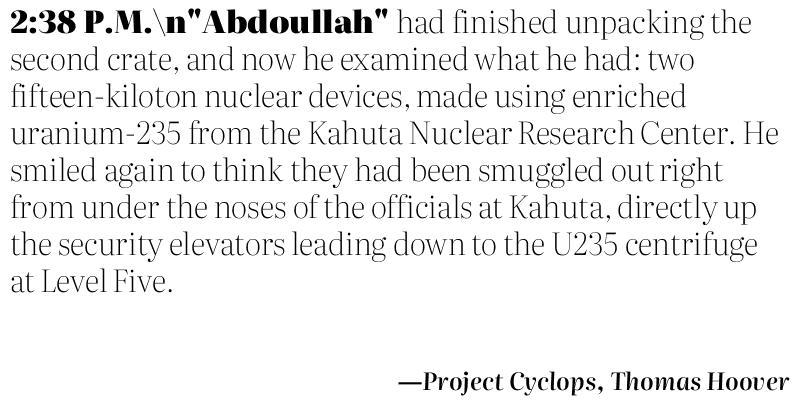 2:38 P.M.\n"Abdoullah" had finished unpacking the
second crate, and now he examined what he had: two
fifteen-kiloton nuclear devices, made using enriched
uranium-235 from the Kahuta Nuclear Research Center. He
smiled again to think they had been smuggled out right
from under the noses of the officials at Kahuta, directly up
the security elevators leading down to the U235 centrifuge
at Level Five.
—Project Cyclops, Thomas Hoover